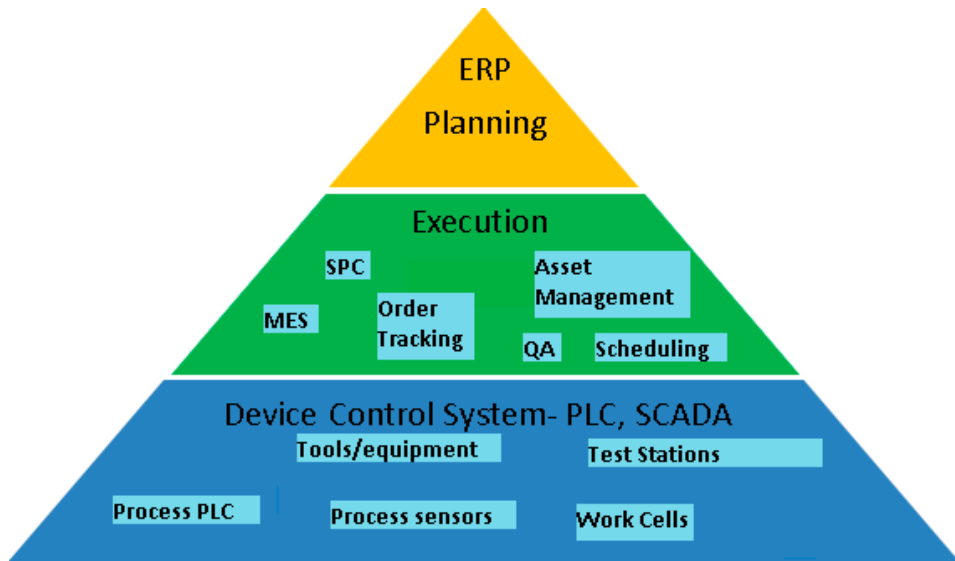 ERP
Planning
Execution
SPC
Asset
Management
MES
Order
Tracking
QA
Scheduling
Device Control System- PLC, SCADA
Tools/equipment
Test Stations
Process PLC
Process sensors
Work Cells